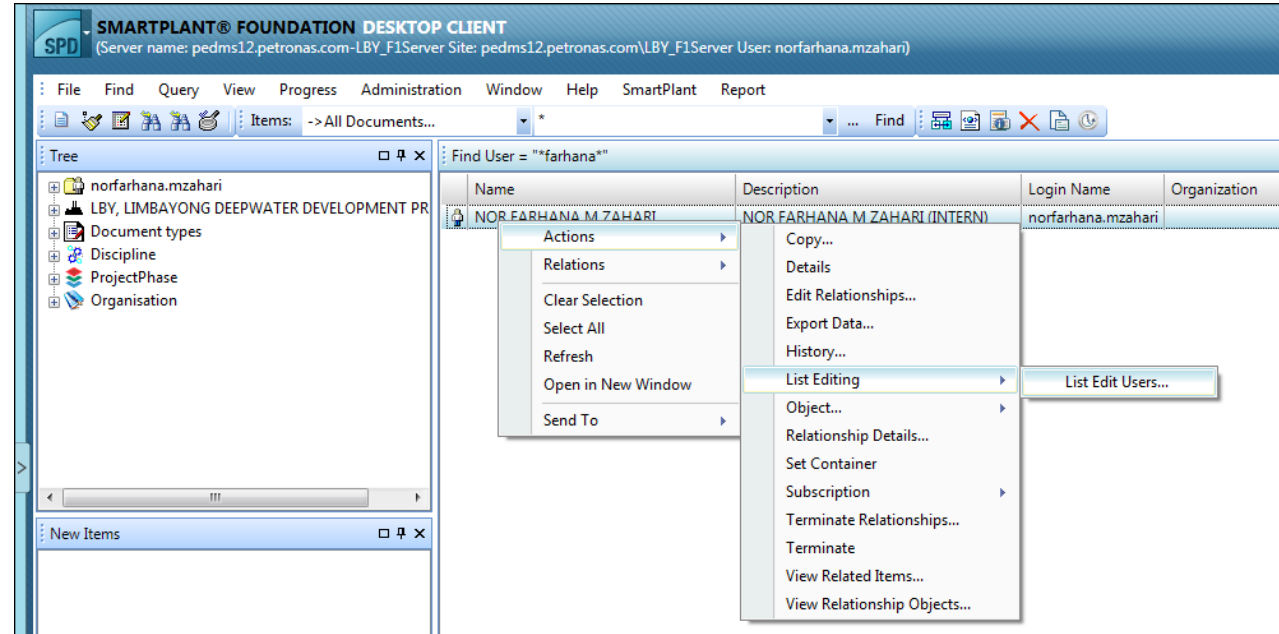 SMARTPLANT® FOUNDATION DESKTOP CLIENT
SPD (Server name: pedms12.petronas.com-LBY_F1Server Site: pedms12.petronas.com\LBY_F1Server User: norfarhana.mzahari)
File Find Query View Progress Administration Window Help SmartPlant Report
Items: ->All Documents... * ... Find
Tree
Find User = "*farhana*"
norfarhana.mzahari
LBY, LIMBAYONG DEEPWATER DEVELOPMENT PR
Document types
Discipline
ProjectPhase
Organisation
New Items
Name Description Login Name Organization
NOR FARHANA M ZAHARI NOR FARHANA M ZAHARI (INTERN) norfarhana.mzahari
Actions
Relations
Clear Selection
Select All
Refresh
Open in New Window
Send To
Copy...
Details
Edit Relationships...
Export Data...
History...
List Editing
Object...
Relationship Details...
Set Container
Subscription
Terminate Relationships...
Terminate
View Related Items...
View Relationship Objects...
List Edit Users...